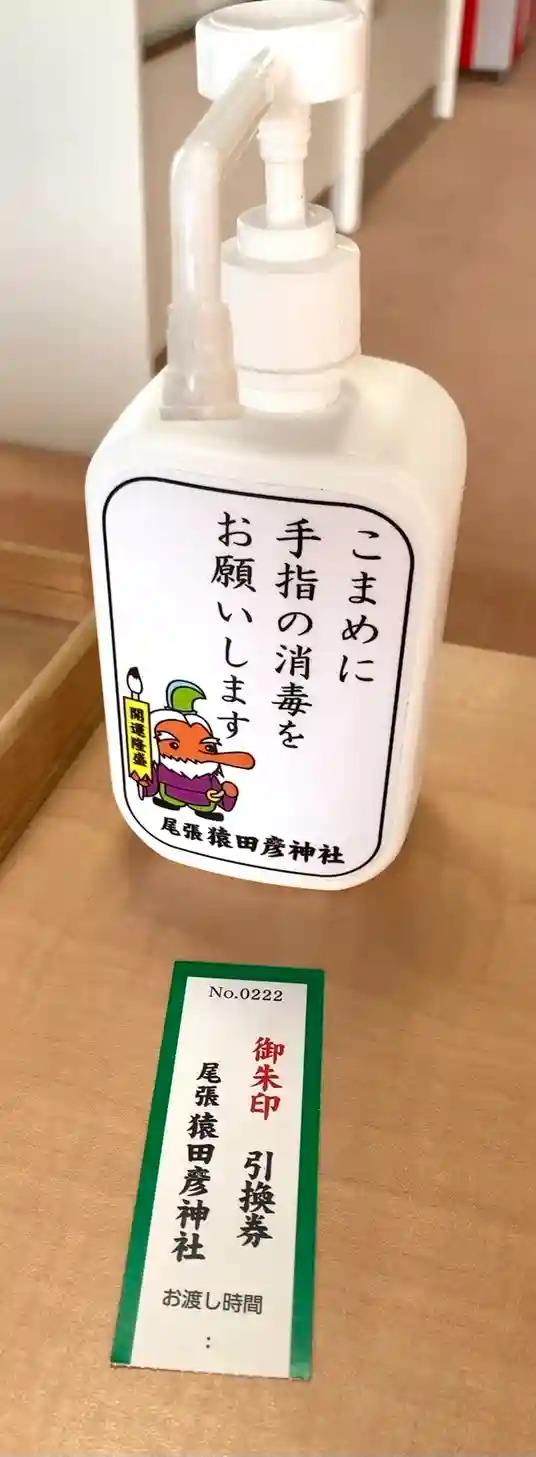 こまめに
手指の消毒を
お願いします
開運隆盛
尾張猿田彦神社
No.0222
御朱印 引換券
尾張猿田彦神社
お渡し時間
: